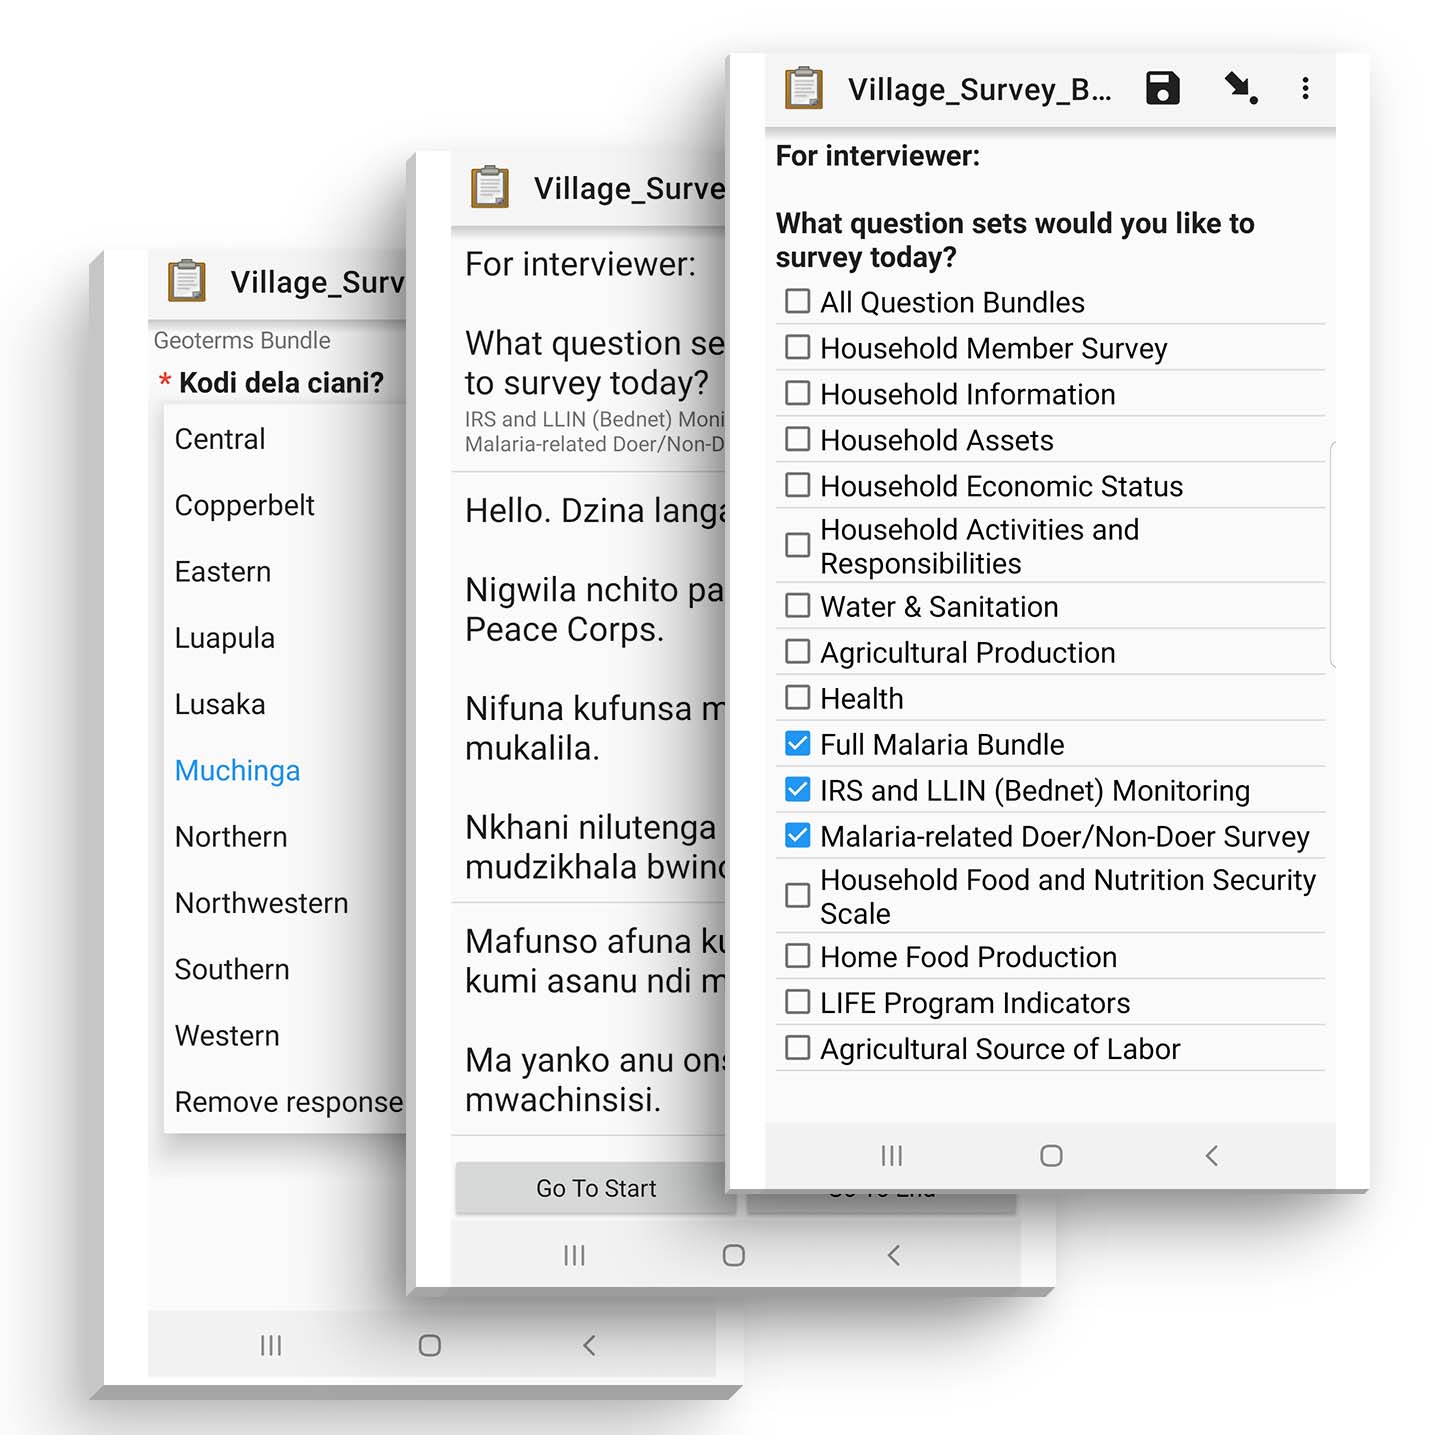 Village_Surv
Geoterms Bundle
* Kodi dela ciani?
Central
Copperbelt
Eastern
Luapula
Lusaka
Muchinga
Northern
Northwestern
Southern
Western
Remove response
Village_Surve
For interviewer:
What question se
to survey today?
IRS and LLIN (Bednet) Moni
Malaria-related Doer/Non-D
Hello. Dzina langa
Nigwila nchito pa
Peace Corps.
Nifuna kufunsa m
mukalila.
Nkhani nilutenga
mudzikhala bwino
Mafunso afuna ku
kumi asanu ndi m
Ma yanko anu ons
mwachinsisi.
Go To Start
Go To End
Village_Survey_B...
For interviewer:
What question sets would you like to
survey today?
All Question Bundles
Household Member Survey
Household Information
Household Assets
Household Economic Status
Household Activities and
Responsibilities
Water & Sanitation
Agricultural Production
Health
Full Malaria Bundle
IRS and LLIN (Bednet) Monitoring
Malaria-related Doer/Non-Doer Survey
Household Food and Nutrition Security
Scale
Home Food Production
LIFE Program Indicators
Agricultural Source of Labor